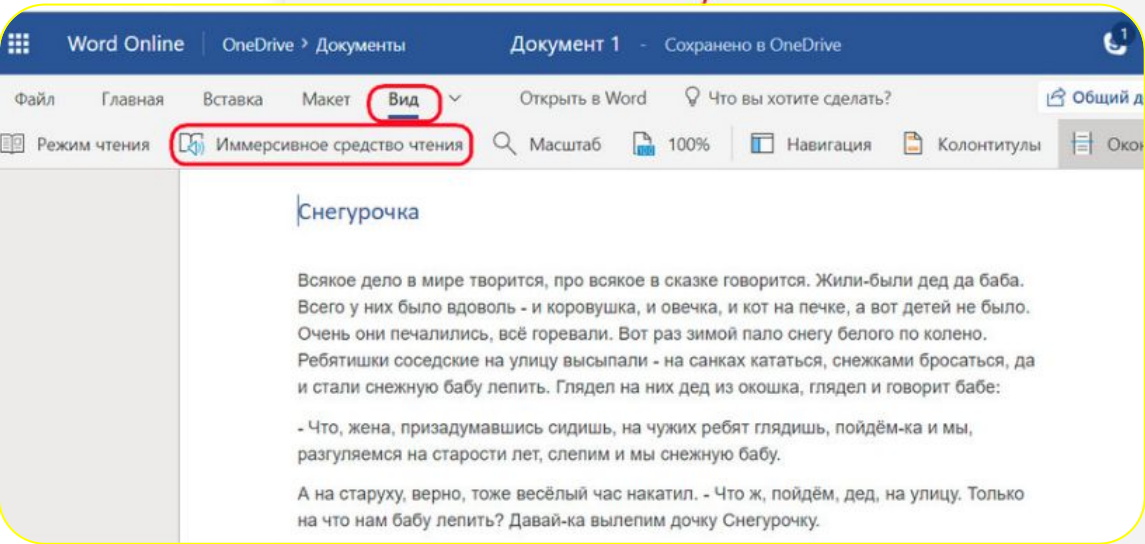 Word Online OneDrive > Документы Документ 1 - Сохранено в OneDrive 1
Файл Главная Вставка Макет Вид Открыть в Word Что вы хотите сделать? Общий д
Режим чтения Иммерсивное средство чтения Масштаб 100% Навигация Колонтитулы Окон
Снегурочка
Всякое дело в мире творится, про всякое в сказке говорится. Жили-были дед да баба.
Всего у них было вдоволь - и коровушка, и овечка, и кот на печке, а вот детей не было.
Очень они печалились, всё горевали. Вот раз зимой пало снегу белого по колено.
Ребятишки соседские на улицу высыпали - на санках кататься, снежками бросаться, да
и стали снежную бабу лепить. Глядел на них дед из окошка, глядел и говорит бабе:
- Что, жена, призадумавшись сидишь, на чужих ребят глядишь, пойдём-ка и мы,
разгуляемся на старости лет, слепим и мы снежную бабу.
А на старуху, верно, тоже весёлый час накатил. - Что ж, пойдём, дед, на улицу. Только
на что нам бабу лепить? Давай-ка вылепим дочку Снегурочку.